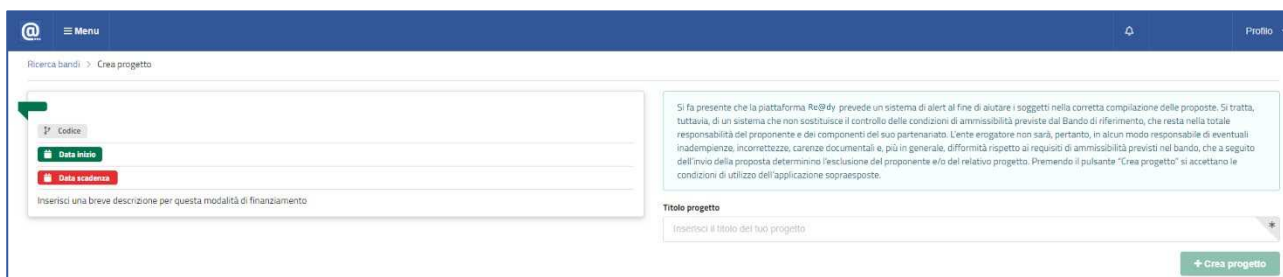 @ ≡ Menu Profilo
Ricerca bandi > Crea progetto
Codice
Data inizio
Data scadenza
Inserisci una breve descrizione per questa modalità di finanziamento
Si fa presente che la piattaforma Re@dy prevede un sistema di alert al fine di aiutare i soggetti nella corretta compilazione delle proposte. Si tratta,
tuttavia, di un sistema che non sostituisce il controllo delle condizioni di ammissibilità previste dal Bando di riferimento, che resta nella totale
responsabilità del proponente e dei componenti del suo partenariato. L'ente erogatore non sarà, pertanto, in alcun modo responsabile di eventuali
inadempienze, incorrettezze, carenze documentali e, più in generale, difformità rispetto ai requisiti di ammissibilità previsti nel bando, che a seguito
dell'invio della proposta determinino l'esclusione del proponente e/o del relativo progetto. Premendo il pulsante "Crea progetto" si accettano le
condizioni di utilizzo dell'applicazione sopraesposte.
Titolo progetto
Inserisci il titolo del tuo progetto *
+ Crea progetto